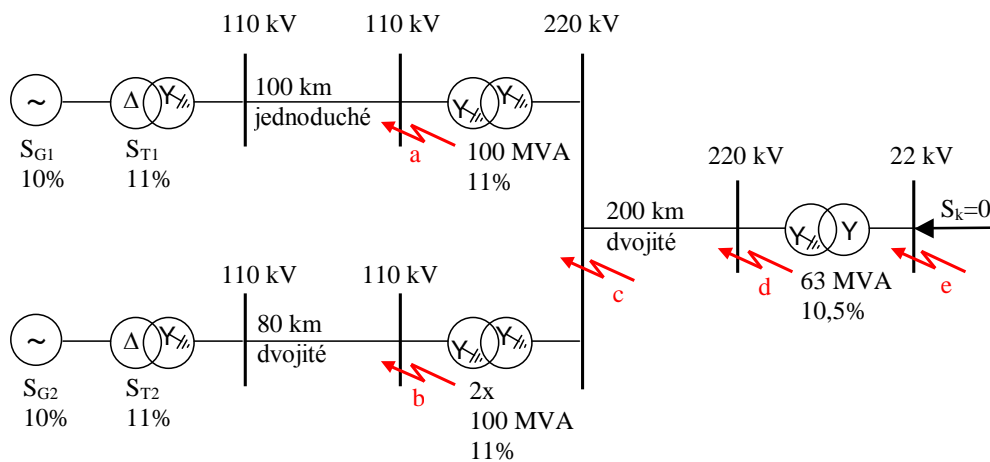 110 kV
110 kV
220 kV
100 km
jednoduché
~
Δ
Y
Y
Y
S_G1
10%
S_T1
11%
a
100 MVA
11%
220 kV
22 kV
S_k=0
200 km
dvojité
Y
Y
c
d
63 MVA
10,5%
e
110 kV
110 kV
80 km
dvojité
~
Δ
Y
Y
Y
S_G2
10%
S_T2
11%
b
2x
100 MVA
11%